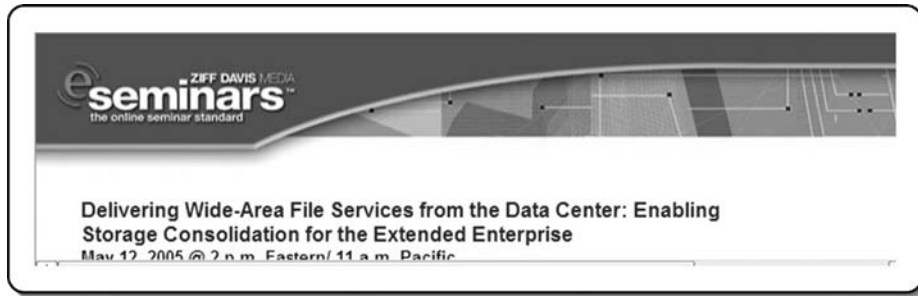 ZIFF DAVIS MEDIA
eseminars™
the online seminar standard
Delivering Wide-Area File Services from the Data Center: Enabling
Storage Consolidation for the Extended Enterprise
May 12, 2005 @ 2 p.m. Eastern/ 11 a.m. Pacific